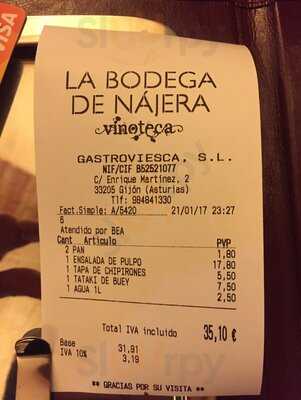 VISA
LA BODEGA
DE NÁJERA
vinoteca
GASTROVIESCA, S.L.
NIF/CIF B52521077
C/ Enrique Martínez, 2
33205 Gijón (Asturias)
Tlf: 984841330
Fact.Simple: A/5420 21/01/17 23:27
6
Atendido por BEA
Cant Artículo PVP
2 PAN 1,80
1 ENSALADA DE PULPO 17,80
1 TAPA DE CHIPIRONES 5,50
1 TATAKI DE BUEY 7,50
1 AGUA 1L 2,50
Total IVA incluido 35,10 €
Base 31,91
IVA 10% 3,19
** GRACIAS POR SU VISITA **